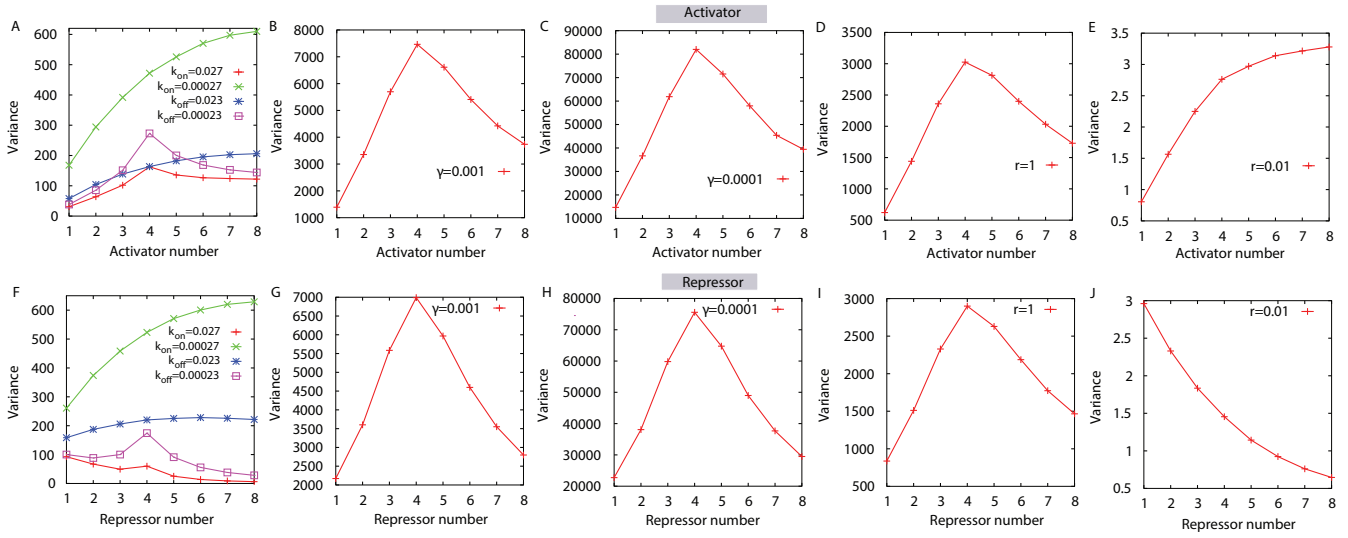 Activator
A
600
500
400
300
200
100
0
Variance
k_on=0.027
k_on=0.00027
k_off=0.023
k_off=0.00023
1 2 3 4 5 6 7 8
Activator number
B
8000
7000
6000
5000
4000
3000
2000
1000
Variance
γ=0.001
1 2 3 4 5 6 7 8
Activator number
C
90000
80000
70000
60000
50000
40000
30000
20000
10000
Variance
γ=0.0001
1 2 3 4 5 6 7 8
Activator number
D
3500
3000
2500
2000
1500
1000
500
Variance
r=1
1 2 3 4 5 6 7 8
Activator number
E
3.5
3
2.5
2
1.5
1
0.5
Variance
r=0.01
1 2 3 4 5 6 7 8
Activator number
Repressor
F
600
500
400
300
200
100
0
Variance
k_on=0.027
k_on=0.00027
k_off=0.023
k_off=0.00023
1 2 3 4 5 6 7 8
Repressor number
G
7000
6500
6000
5500
5000
4500
4000
3500
3000
2500
2000
Variance
γ=0.001
1 2 3 4 5 6 7 8
Repressor number
H
80000
70000
60000
50000
40000
30000
20000
Variance
γ=0.0001
1 2 3 4 5 6 7 8
Repressor number
I
3000
2500
2000
1500
1000
500
Variance
r=1
1 2 3 4 5 6 7 8
Repressor number
J
3
2.5
2
1.5
1
0.5
Variance
r=0.01
1 2 3 4 5 6 7 8
Repressor number